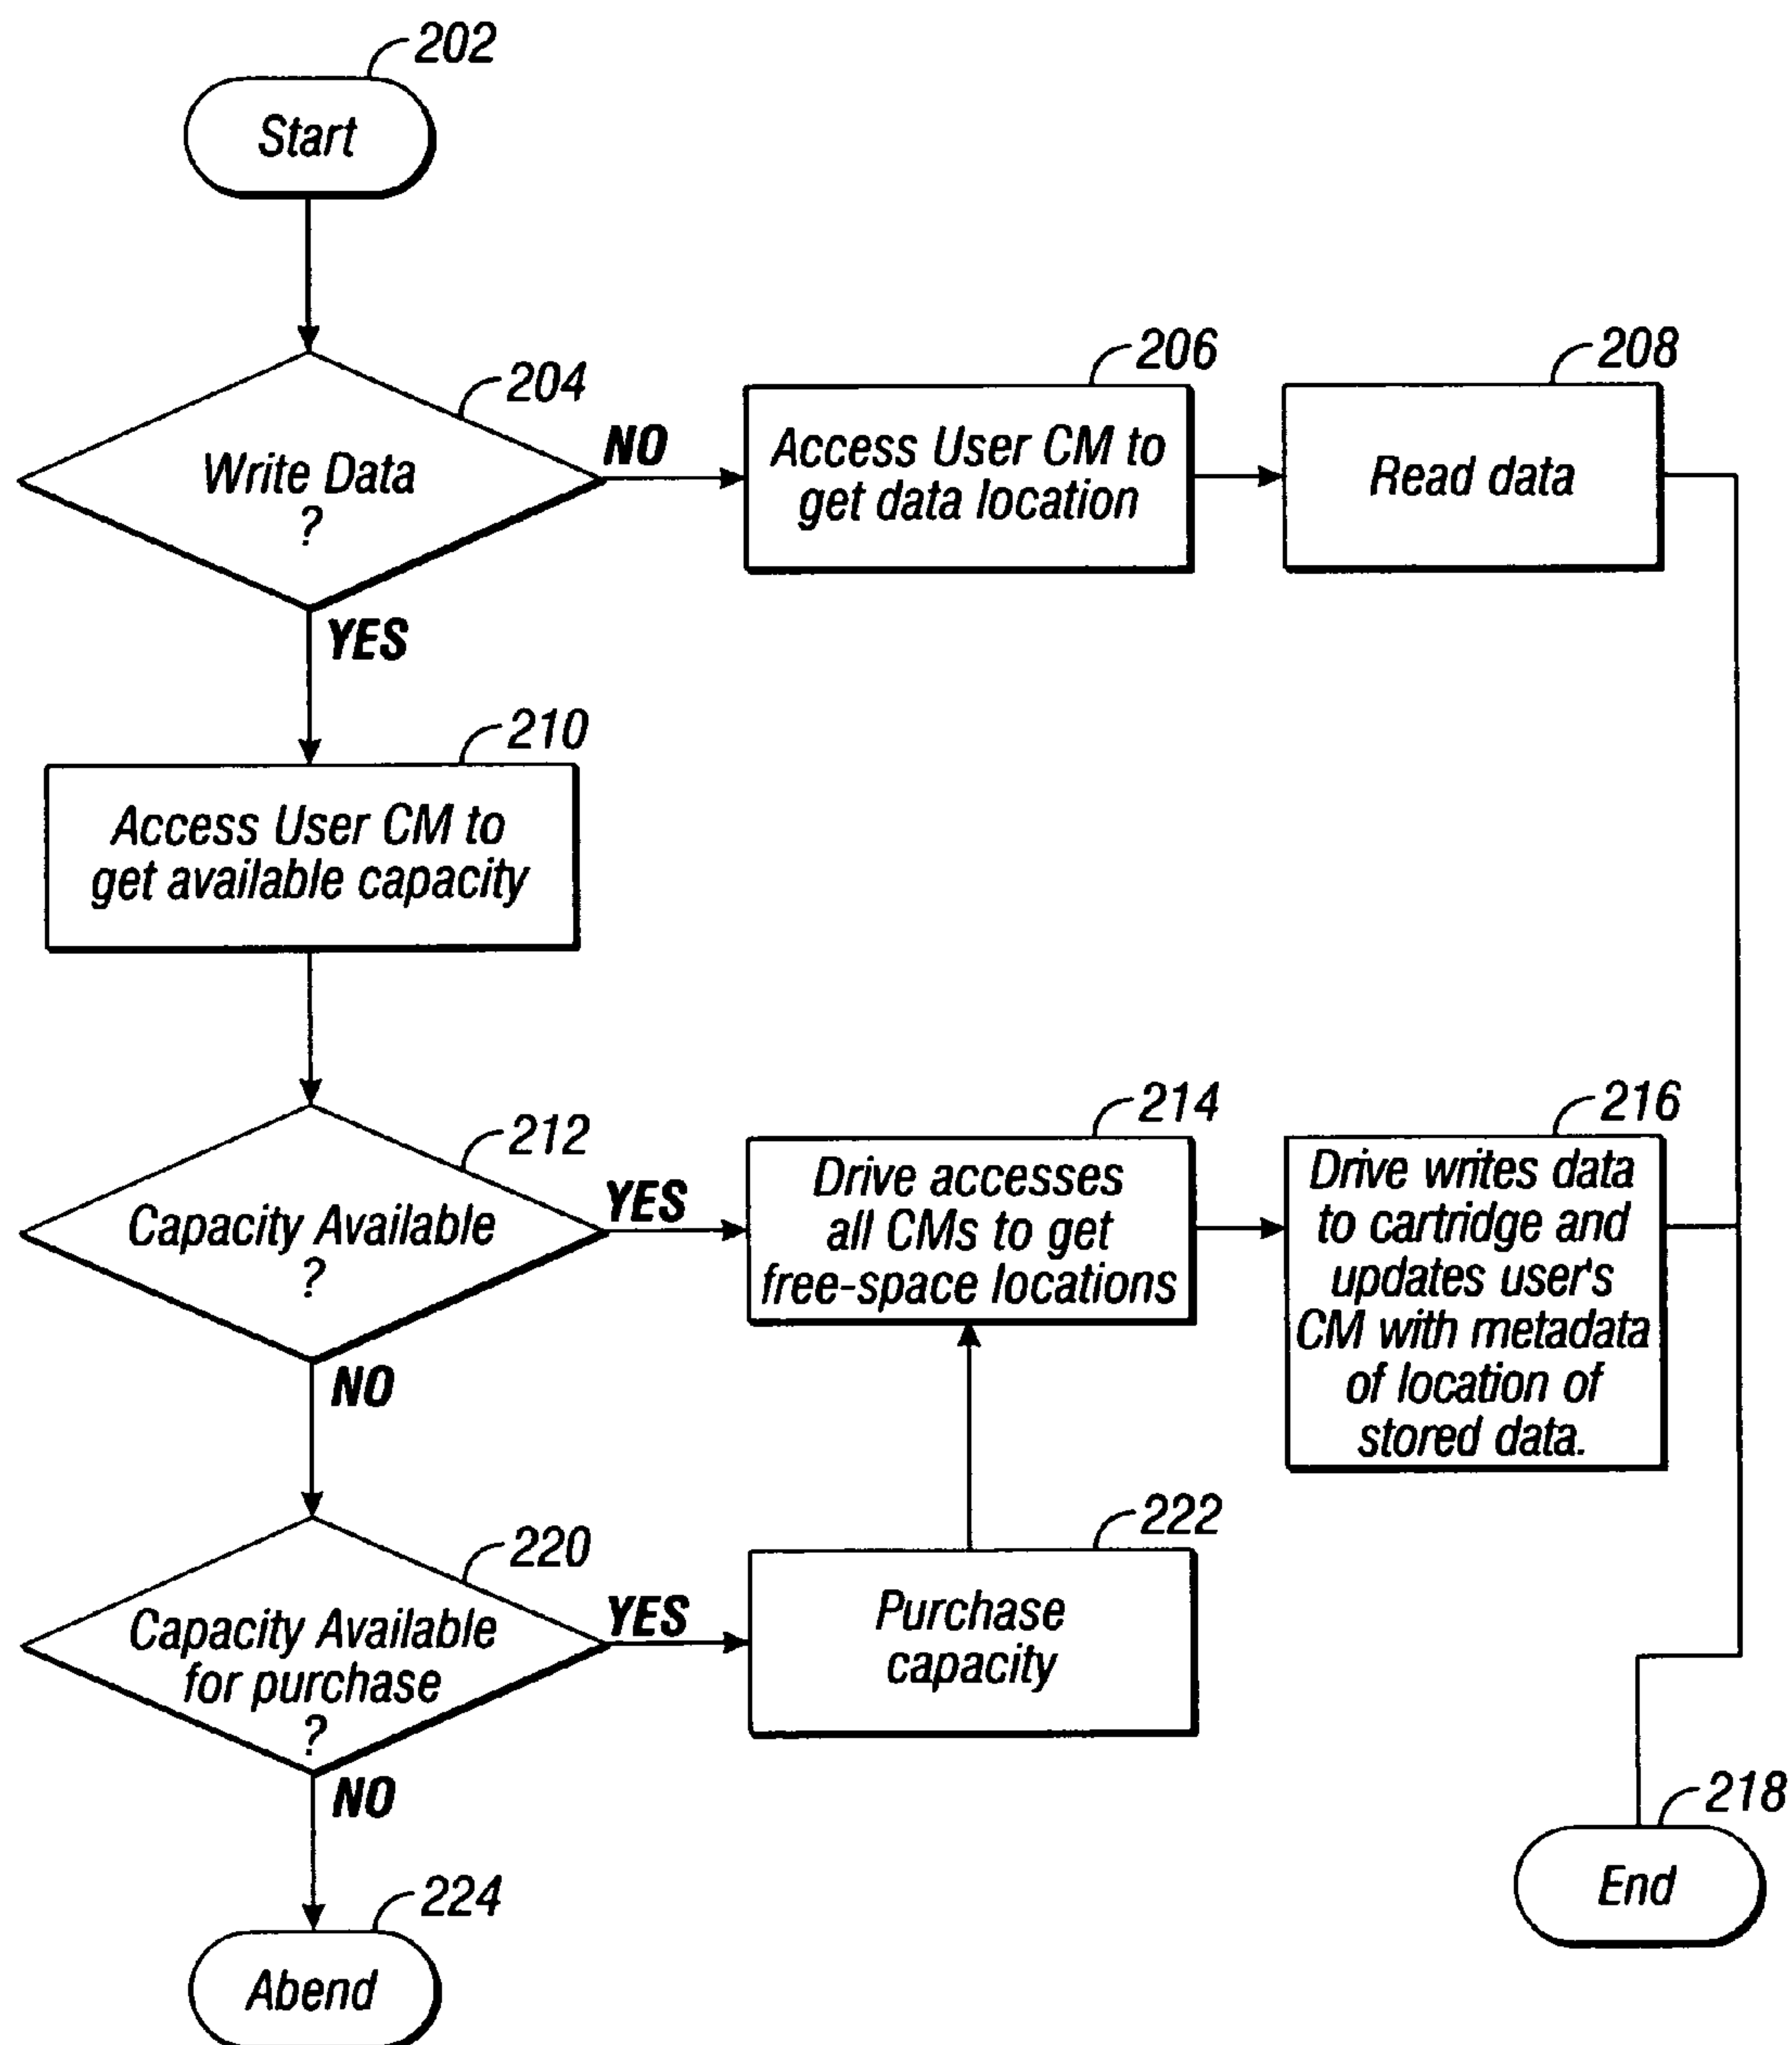 202
Start
204
Write Data
?
NO
YES
206
Access User CM to
get data location
208
Read data
210
Access User CM to
get available capacity
212
Capacity Available
?
YES
NO
214
Drive accesses
all CMs to get
free-space locations
216
Drive writes data
to cartridge and
updates user's
CM with metadata
of location of
stored data.
220
Capacity Available
for purchase
?
YES
NO
222
Purchase
capacity
218
End
224
Abend